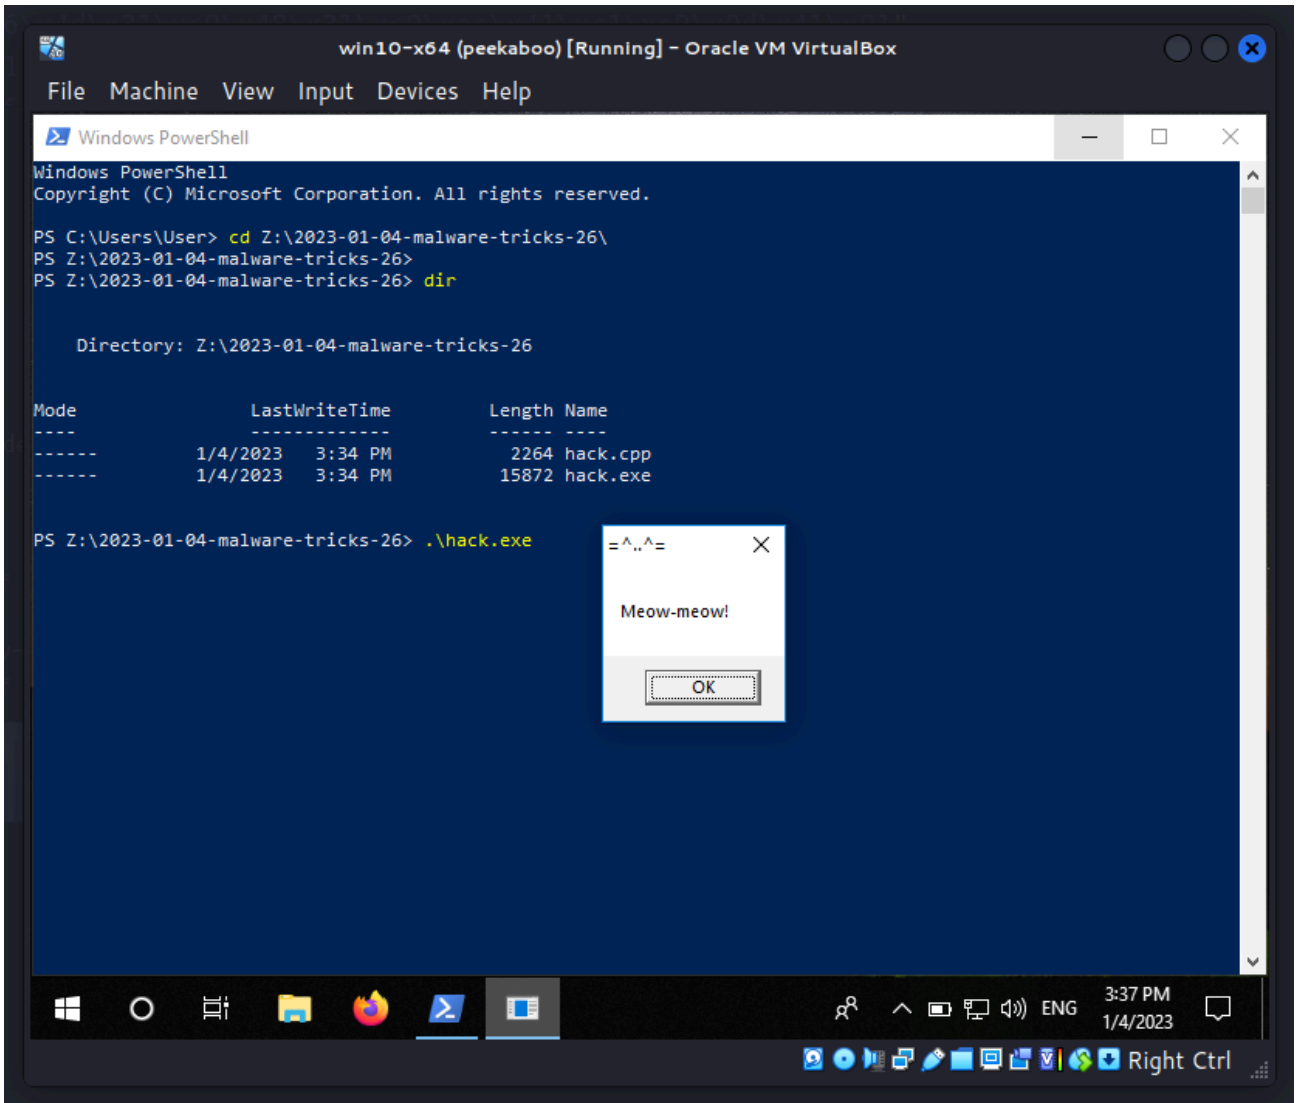 win10-x64 (peekaboo) [Running] - Oracle VM VirtualBox
File Machine View Input Devices Help
Windows PowerShell
Windows PowerShell
Copyright (C) Microsoft Corporation. All rights reserved.
PS C:\Users\User> cd Z:\2023-01-04-malware-tricks-26\
PS Z:\2023-01-04-malware-tricks-26>
PS Z:\2023-01-04-malware-tricks-26> dir
Directory: Z:\2023-01-04-malware-tricks-26
Mode LastWriteTime Length Name
---- ------------- ------ ----
------ 1/4/2023 3:34 PM 2264 hack.cpp
------ 1/4/2023 3:34 PM 15872 hack.exe
PS Z:\2023-01-04-malware-tricks-26> .\hack.exe
=^..^=
Meow-meow!
OK
ENG
3:37 PM
1/4/2023
Right Ctrl